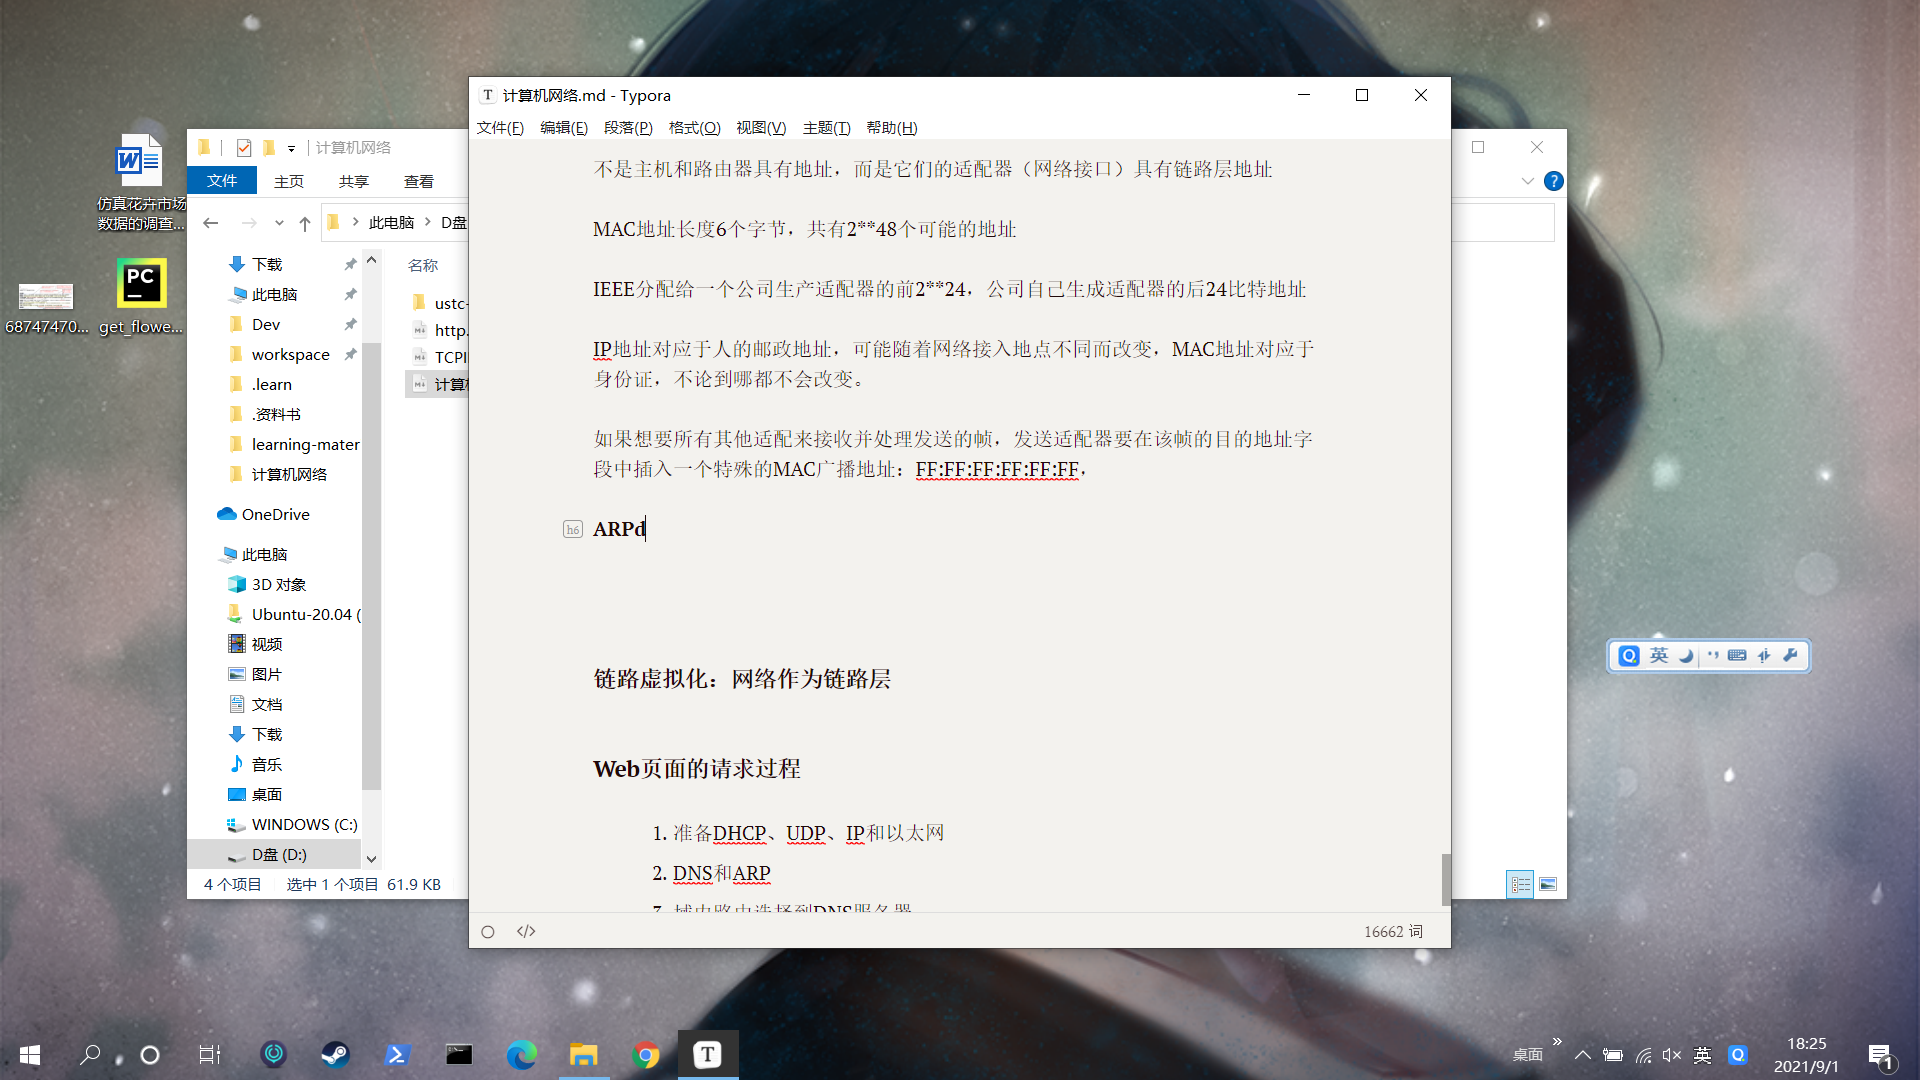 计算机网络.md - Typora
文件(F) 编辑(E) 段落(P) 格式(O) 视图(V) 主题(T) 帮助(H)
不是主机和路由器具有地址，而是它们的适配器（网络接口）具有链路层地址
MAC地址长度6个字节，共有2**48个可能的地址
IEEE分配给一个公司生产适配器的前2**24，公司自己生成适配器的后24比特地址
IP地址对应于人的邮政地址，可能随着网络接入地点不同而改变，MAC地址对应于
身份证，不论到哪都不会改变。
如果想要所有其他适配来接收并处理发送的帧，发送适配器要在该帧的目的地址字
段中插入一个特殊的MAC广播地址：FF:FF:FF:FF:FF:FF，
h6 ARPd
链路虚拟化：网络作为链路层
Web页面的请求过程
1. 准备DHCP、UDP、IP和以太网
2. DNS和ARP
3. 域内路由选择到DNS服务器
16662 词
计算机网络
文件 主页 共享 查看
此电脑 D盘
名称
ustc-
http.
TCPI
计算
下载
此电脑
Dev
workspace
.learn
.资料书
learning-mater
计算机网络
OneDrive
此电脑
3D 对象
Ubuntu-20.04 (
视频
图片
文档
下载
音乐
桌面
WINDOWS (C:)
D盘 (D:)
4 个项目 选中 1 个项目 61.9 KB
仿真花卉市场
数据的调查...
68747470...
PC
get_flowe...
英
桌面
英
18:25
2021/9/1
1